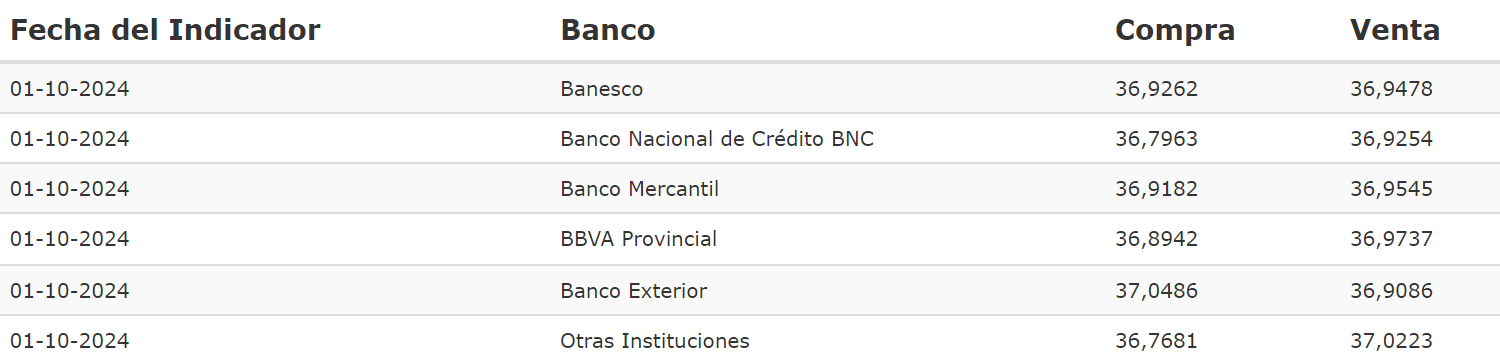 Fecha del Indicador Banco Compra Venta
01-10-2024 Banesco 36,9262 36,9478
01-10-2024 Banco Nacional de Crédito BNC 36,7963 36,9254
01-10-2024 Banco Mercantil 36,9182 36,9545
01-10-2024 BBVA Provincial 36,8942 36,9737
01-10-2024 Banco Exterior 37,0486 36,9086
01-10-2024 Otras Instituciones 36,7681 37,0223